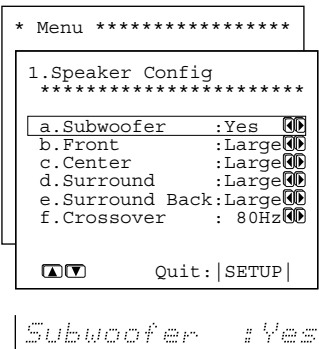 * Menu *****************
1.Speaker Config
***********************
a.Subwoofer :Yes
b.Front :Large
c.Center :Large
d.Surround :Large
e.Surround Back:Large
f.Crossover : 80Hz
Quit:|SETUP|
Subwoofer :Yes